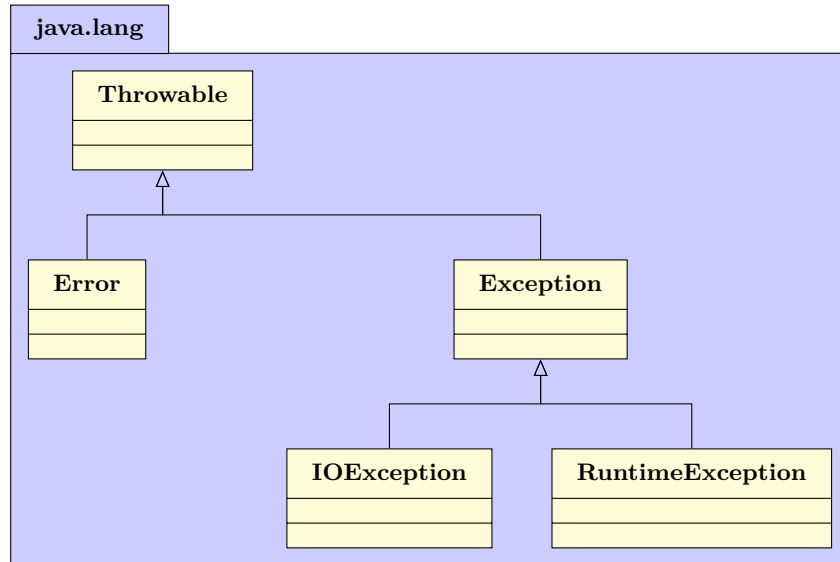 java.lang
Throwable
Error
Exception
IOException
RuntimeException